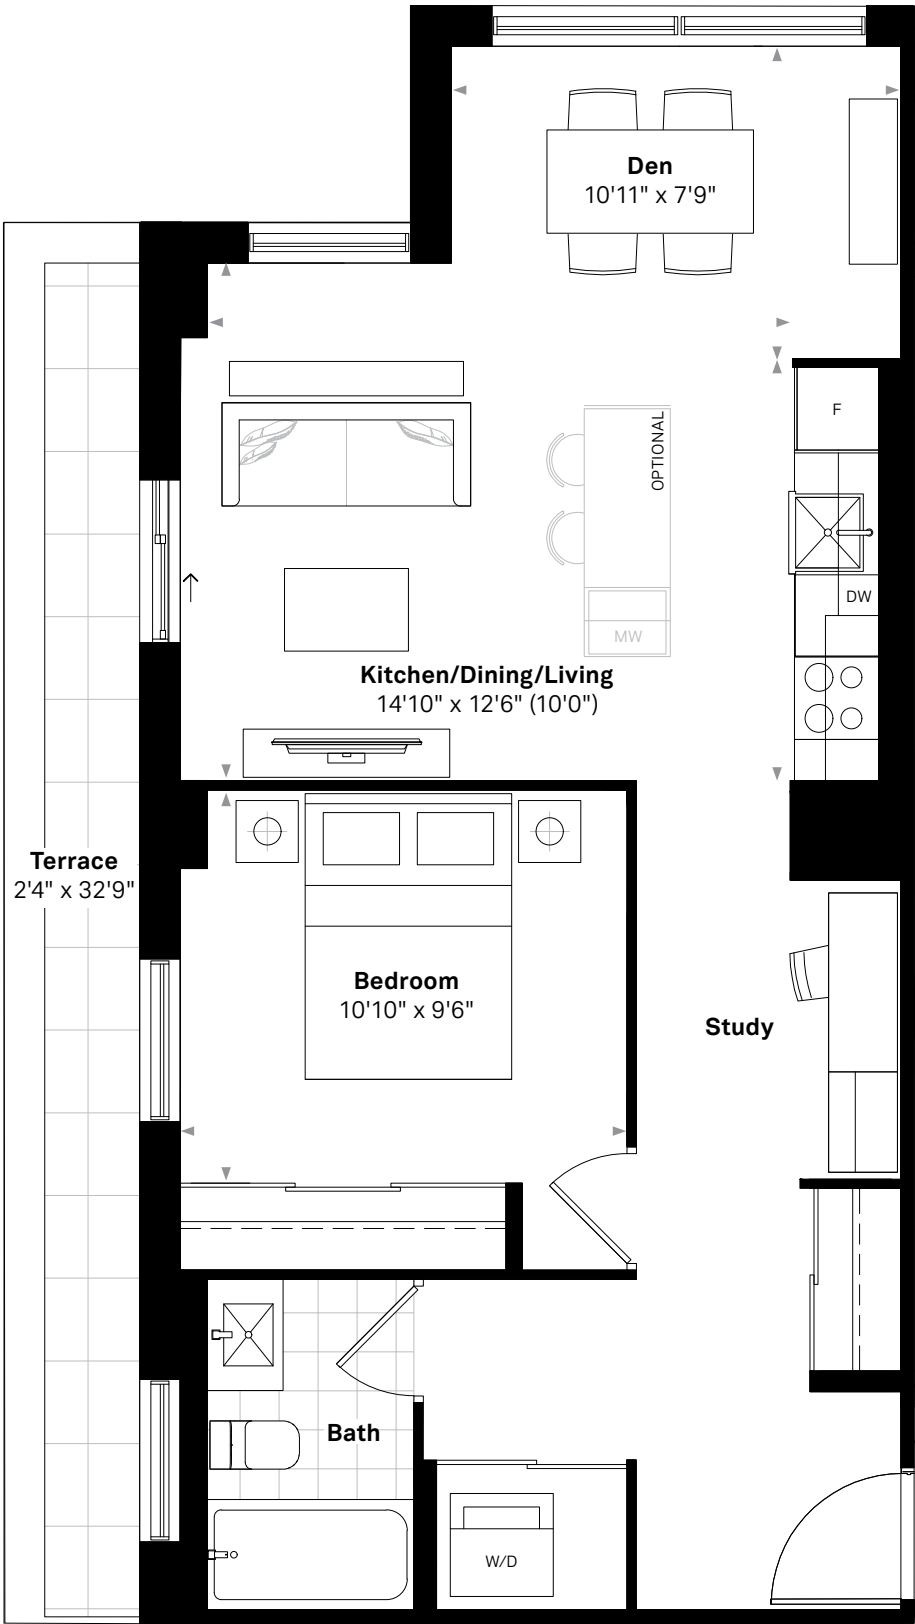 Den
10'11" x 7'9"
F
OPTIONAL
DW
MW
Kitchen/Dining/Living
14'10" x 12'6" (10'0")
Terrace
2'4" x 32'9"
Bedroom
10'10" x 9'6"
Study
Bath
W/D